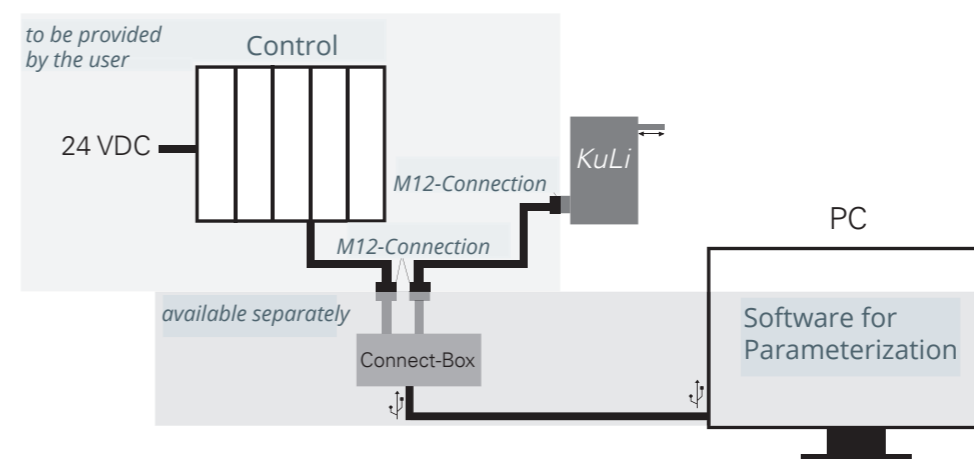 to be provided
by the user
Control
24 VDC
KuLi
M12-Connection
M12-Connection
PC
available separately
Software for
Parameterization
Connect-Box